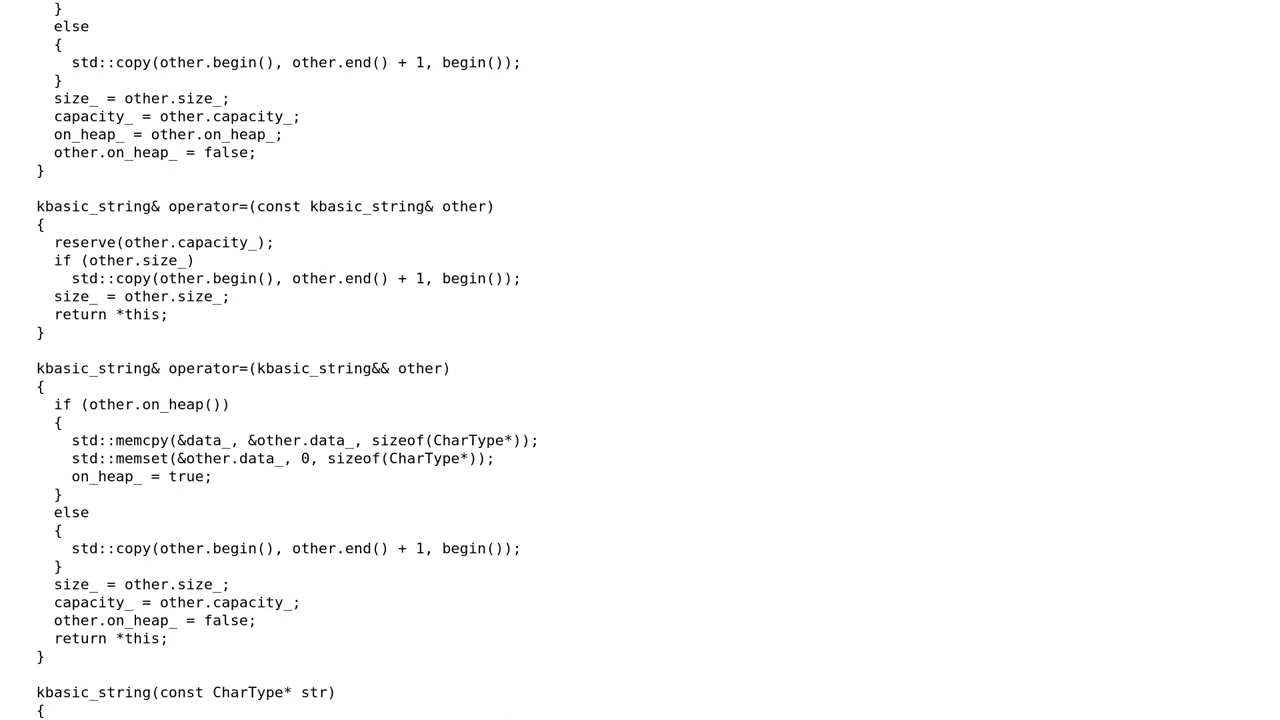 }
else
{
std::copy(other.begin(), other.end() + 1, begin());
}
size_ = other.size_;
capacity_ = other.capacity_;
on_heap_ = other.on_heap_;
other.on_heap_ = false;
}
kbasic_string& operator=(const kbasic_string& other)
{
reserve(other.capacity_);
if (other.size_)
std::copy(other.begin(), other.end() + 1, begin());
size_ = other.size_;
return *this;
}
kbasic_string& operator=(kbasic_string&& other)
{
if (other.on_heap())
{
std::memcpy(&data_, &other.data_, sizeof(CharType*));
std::memset(&other.data_, 0, sizeof(CharType*));
on_heap_ = true;
}
else
{
std::copy(other.begin(), other.end() + 1, begin());
}
size_ = other.size_;
capacity_ = other.capacity_;
other.on_heap_ = false;
return *this;
}
kbasic_string(const CharType* str)
{